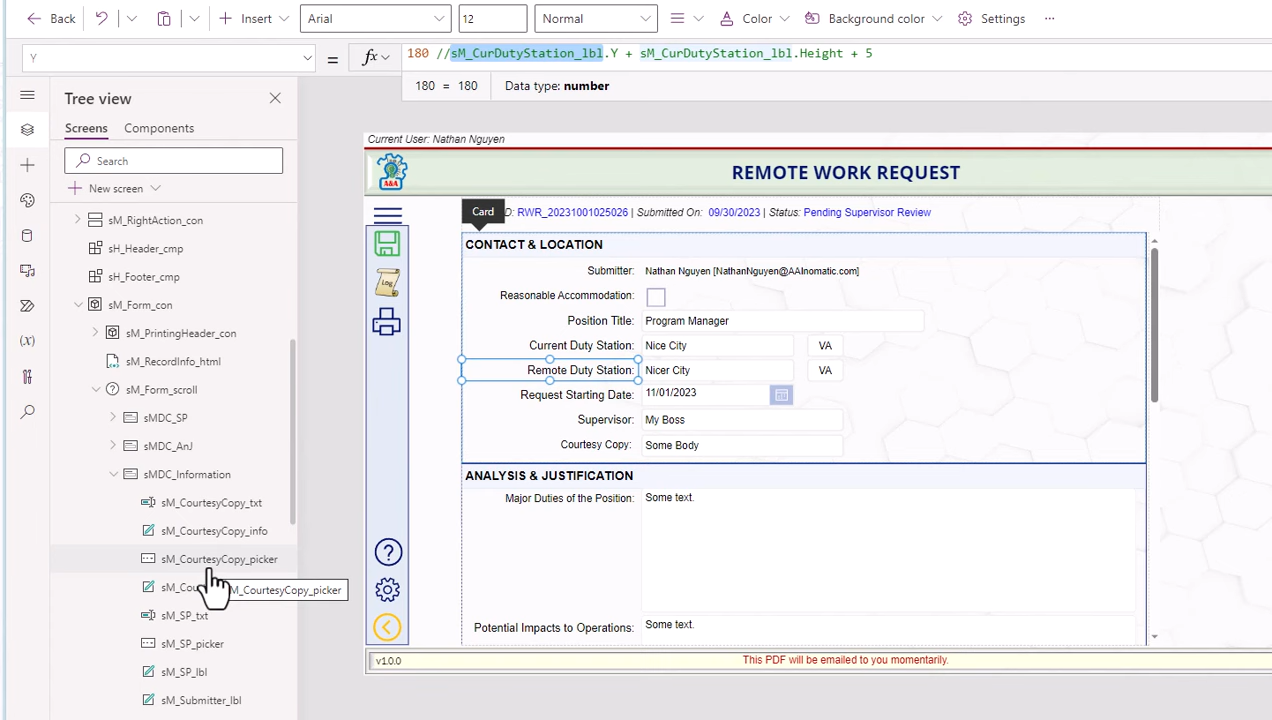 Back
Insert
Arial
12
Normal
Color
Background color
Settings
Y
=
fx
180 //sM_CurDutyStation_lbl.Y + sM_CurDutyStation_lbl.Height + 5
180 = 180
Data type: number
Tree view
Screens
Components
Search
New screen
sM_RightAction_con
sH_Header_cmp
sH_Footer_cmp
sM_Form_con
sM_PrintingHeader_con
sM_RecordInfo_html
sM_Form_scroll
sMDC_SP
sMDC_AnJ
sMDC_Information
sM_CourtesyCopy_txt
sM_CourtesyCopy_info
sM_CourtesyCopy_picker
sM_CourtesyCopy_picker
sM_SP_txt
sM_SP_picker
sM_SP_lbl
sM_Submitter_lbl
Current User: Nathan Nguyen
A&A
REMOTE WORK REQUEST
Card
D: RWR_20231001025026 | Submitted On: 09/30/2023 | Status: Pending Supervisor Review
CONTACT & LOCATION
Submitter: Nathan Nguyen [NathanNguyen@AAInomatic.com]
Reasonable Accommodation:
Position Title: Program Manager
Current Duty Station: Nice City VA
Remote Duty Station: Nicer City VA
Request Starting Date: 11/01/2023
Supervisor: My Boss
Courtesy Copy: Some Body
ANALYSIS & JUSTIFICATION
Major Duties of the Position: Some text.
Potential Impacts to Operations: Some text.
Log
v1.0.0
This PDF will be emailed to you momentarily.